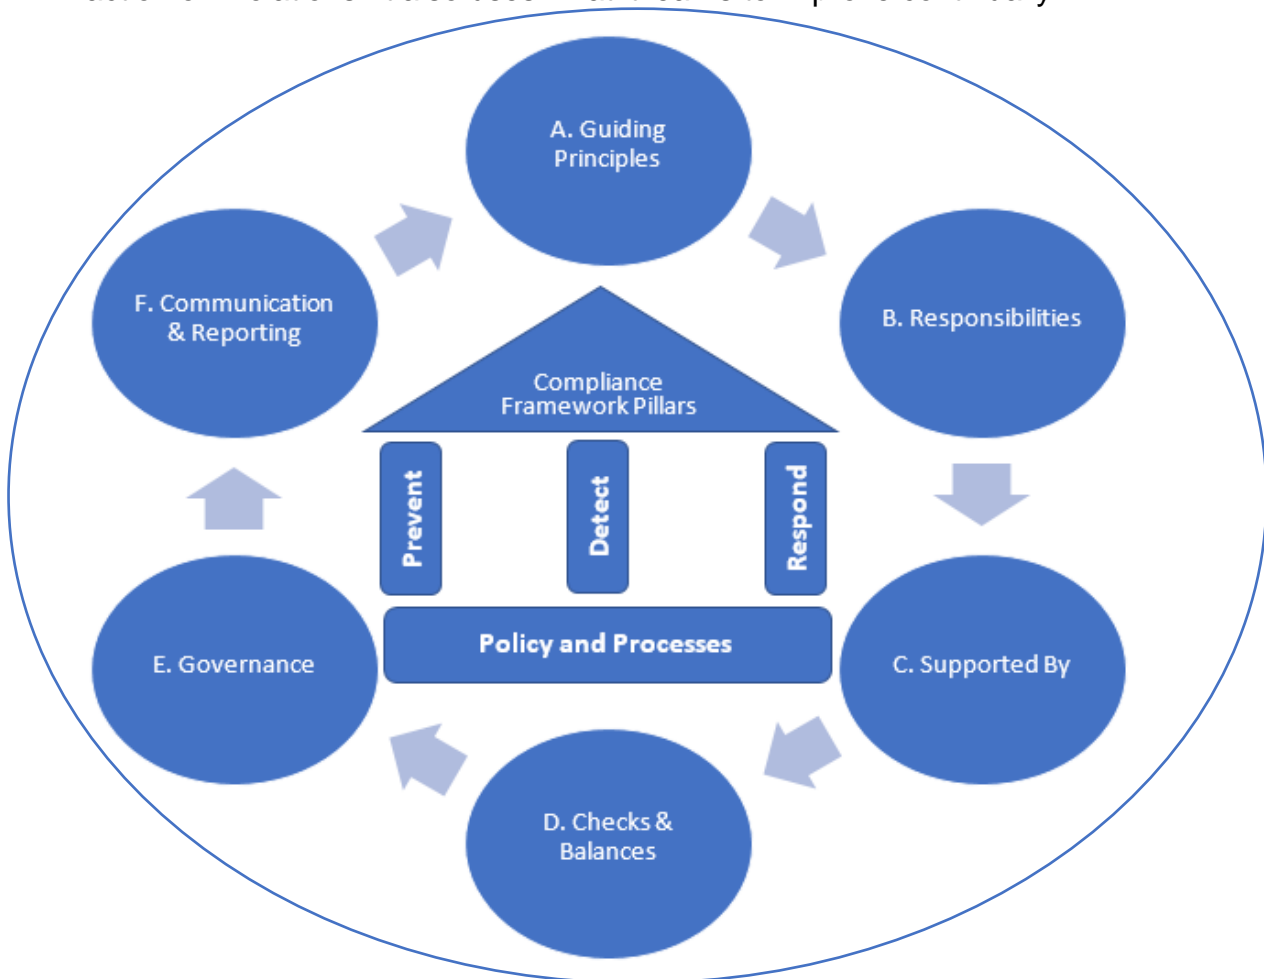 A. Guiding
Principles
B. Responsibilities
C. Supported By
D. Checks &
Balances
E. Governance
F. Communication
& Reporting
Compliance
Framework Pillars
Prevent
Detect
Respond
Policy and Processes